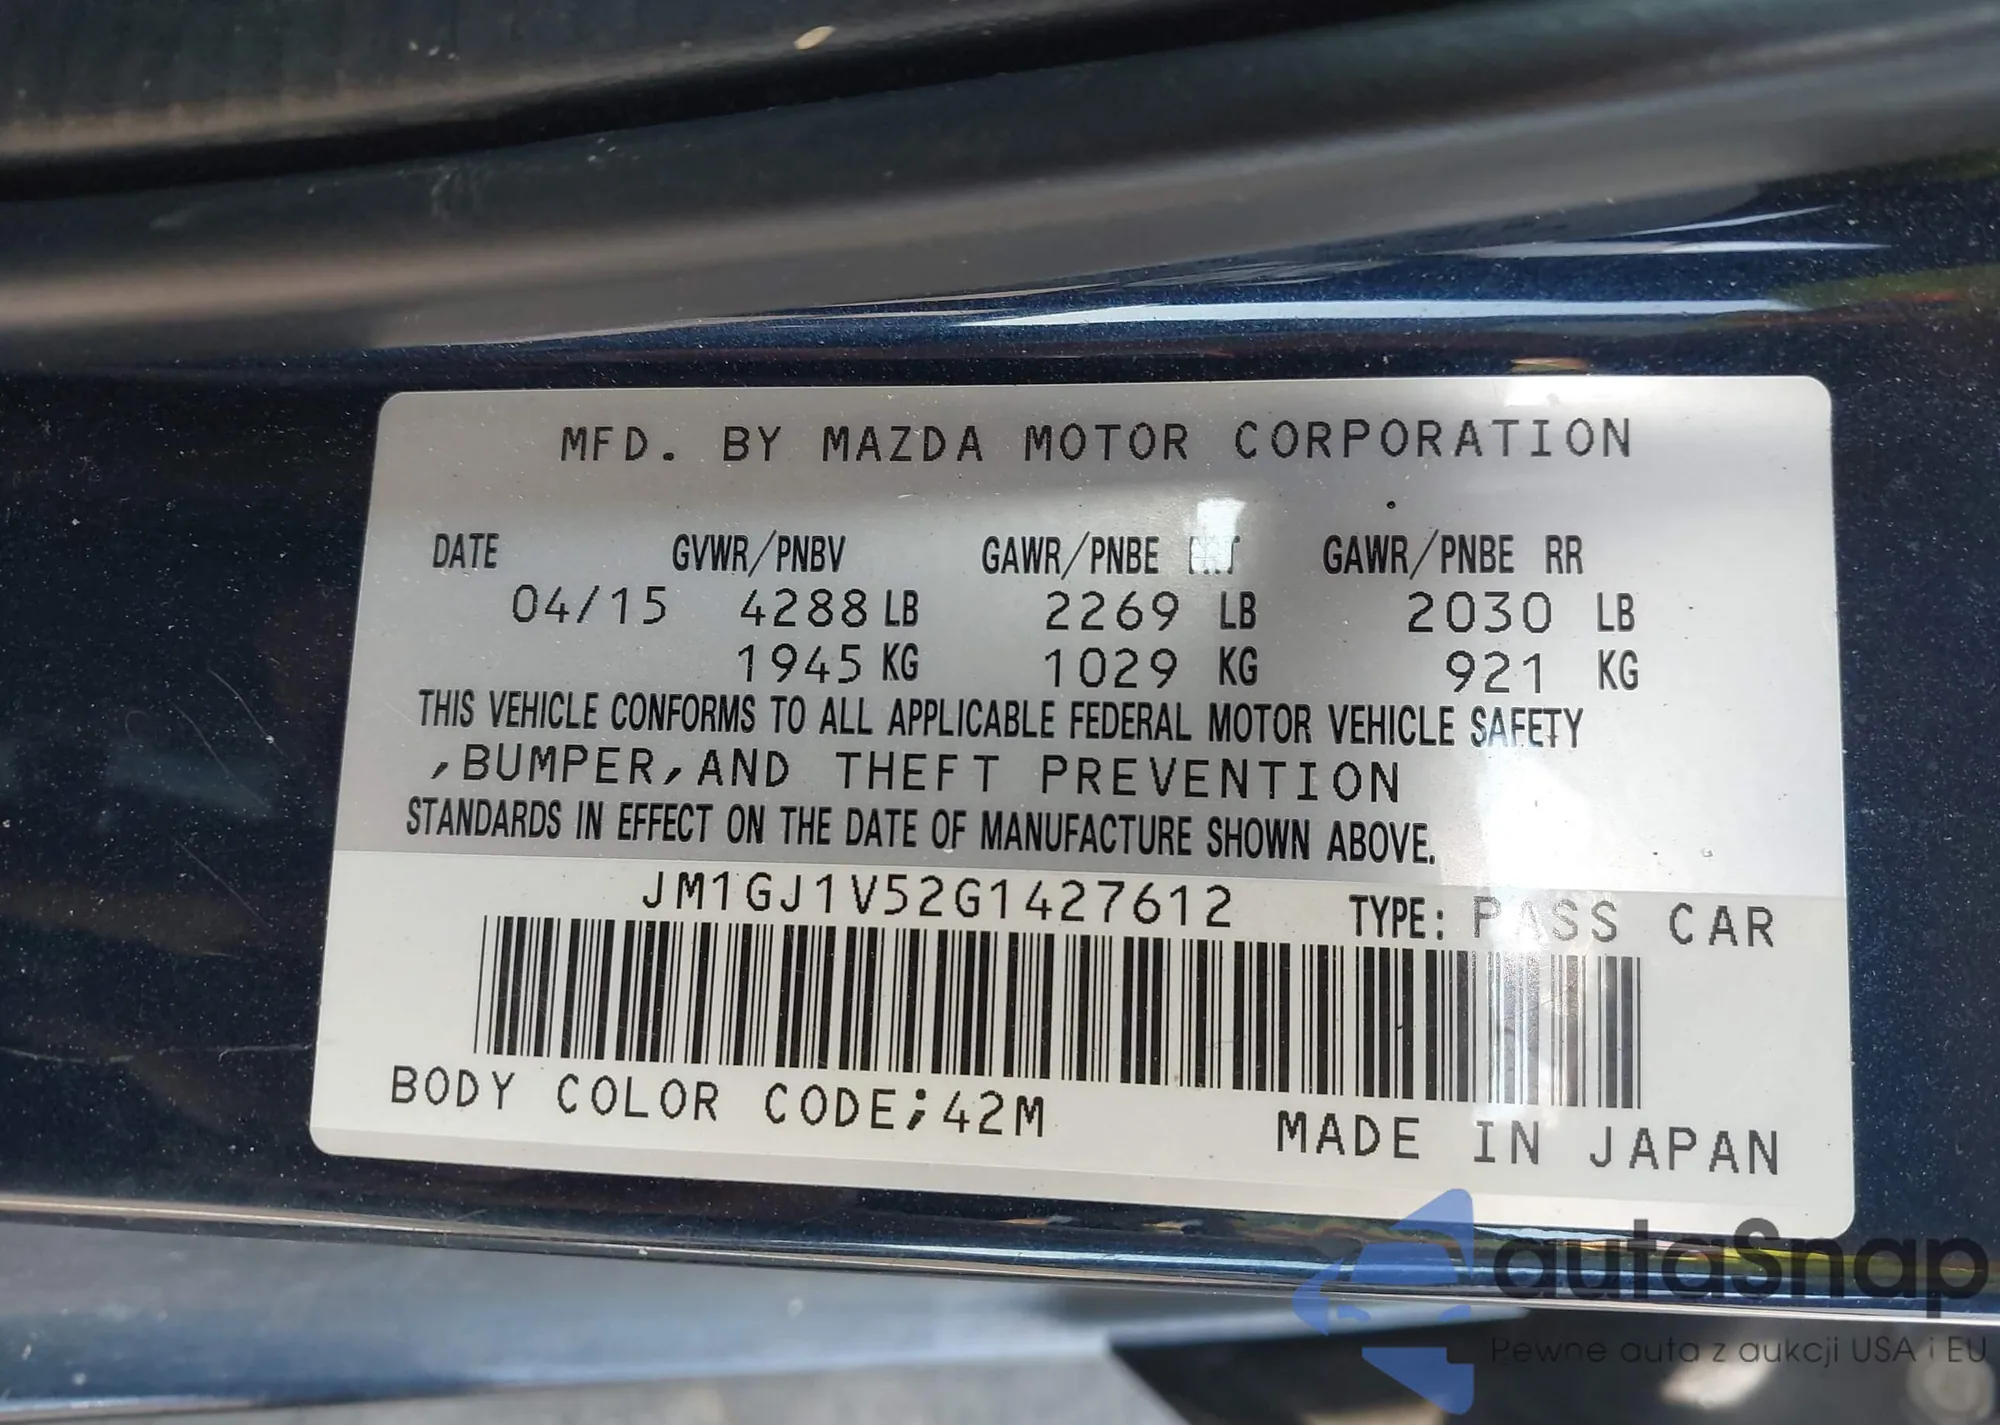 MFD. BY MAZDA MOTOR CORPORATION
DATE GVWR/PNBV GAWR/PNBE GAWR/PNBE RR
04/15 4288 LB 2269 LB 2030 LB
1945 KG 1029 KG 921 KG
THIS VEHICLE CONFORMS TO ALL APPLICABLE FEDERAL MOTOR VEHICLE SAFETY
,BUMPER,AND THEFT PREVENTION
STANDARDS IN EFFECT ON THE DATE OF MANUFACTURE SHOWN ABOVE.
JM1GJ1V52G1427612 TYPE: PASS CAR
BODY COLOR CODE;42M MADE IN JAPAN
autaSnap
Pewne auta z aukcji USA i EU